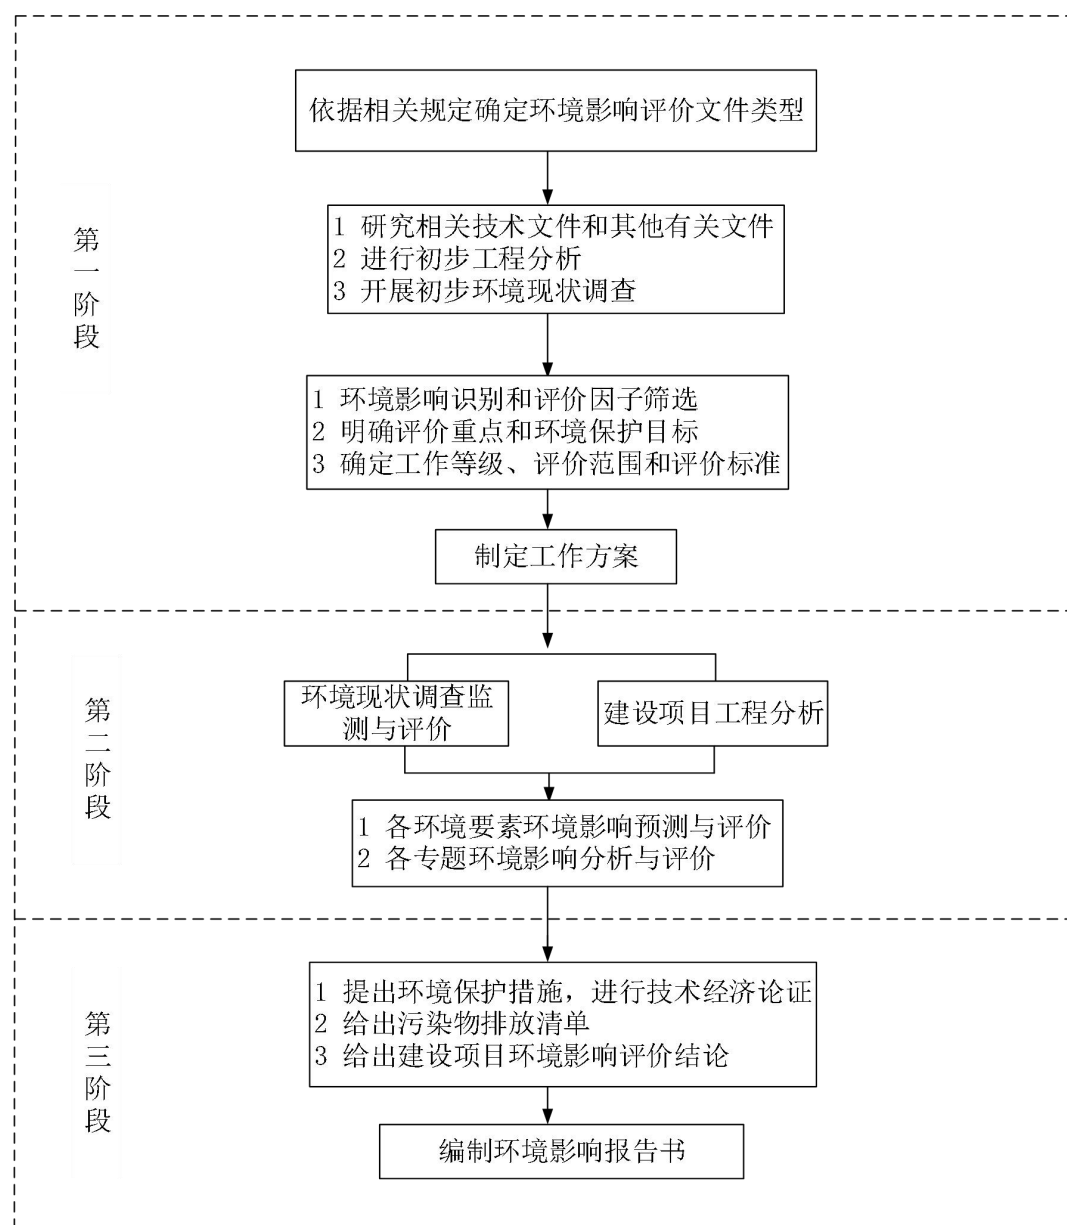 依据相关规定确定环境影响评价文件类型
第一阶段
1 研究相关技术文件和其他有关文件
2 进行初步工程分析
3 开展初步环境现状调查
1 环境影响识别和评价因子筛选
2 明确评价重点和环境保护目标
3 确定工作等级、评价范围和评价标准
制定工作方案
第二阶段
环境现状调查监
测与评价
建设项目工程分析
1 各环境要素环境影响预测与评价
2 各专题环境影响分析与评价
第三阶段
1 提出环境保护措施，进行技术经济论证
2 给出污染物排放清单
3 给出建设项目环境影响评价结论
编制环境影响报告书